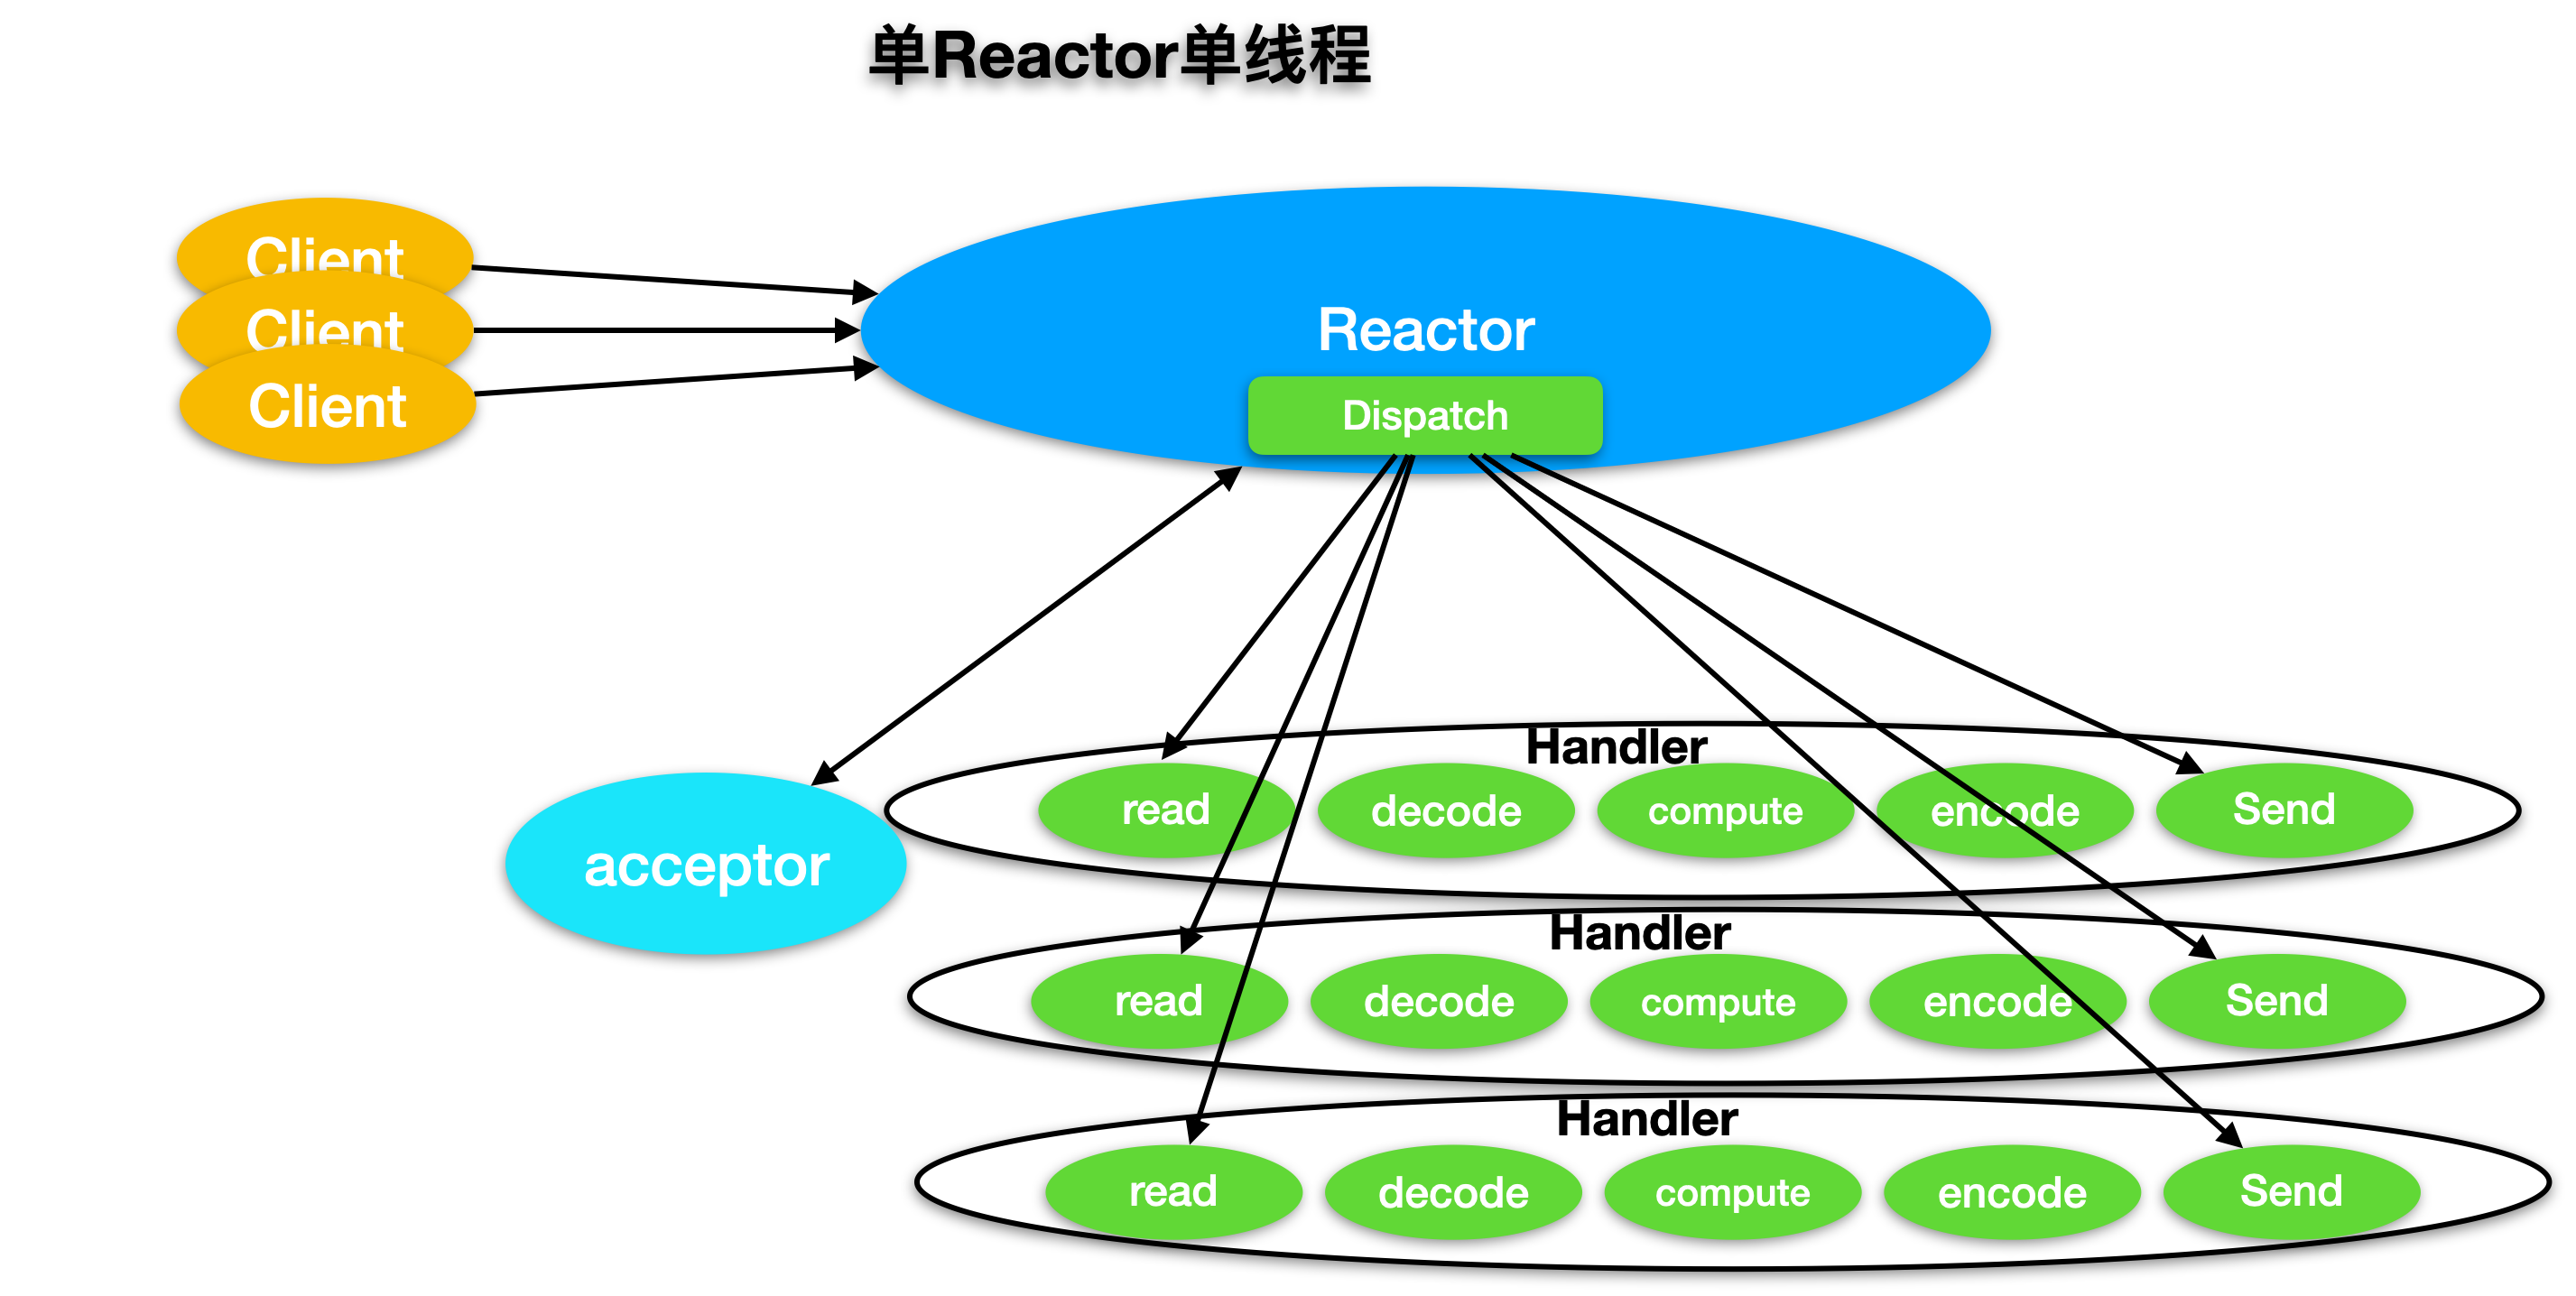 单Reactor单线程
Client
Client
Client
Reactor
Dispatch
acceptor
Handler
read decode compute encode Send
Handler
read decode compute encode Send
Handler
read decode compute encode Send